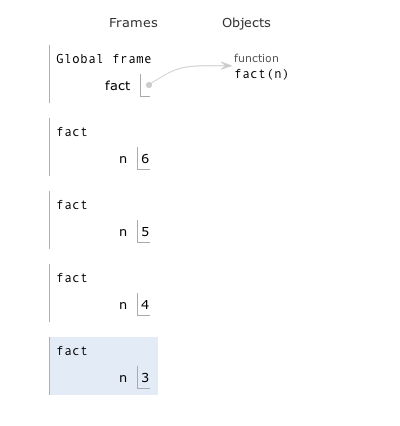 Frames Objects
Global frame
fact
function
fact(n)
fact
n 6
fact
n 5
fact
n 4
fact
n 3